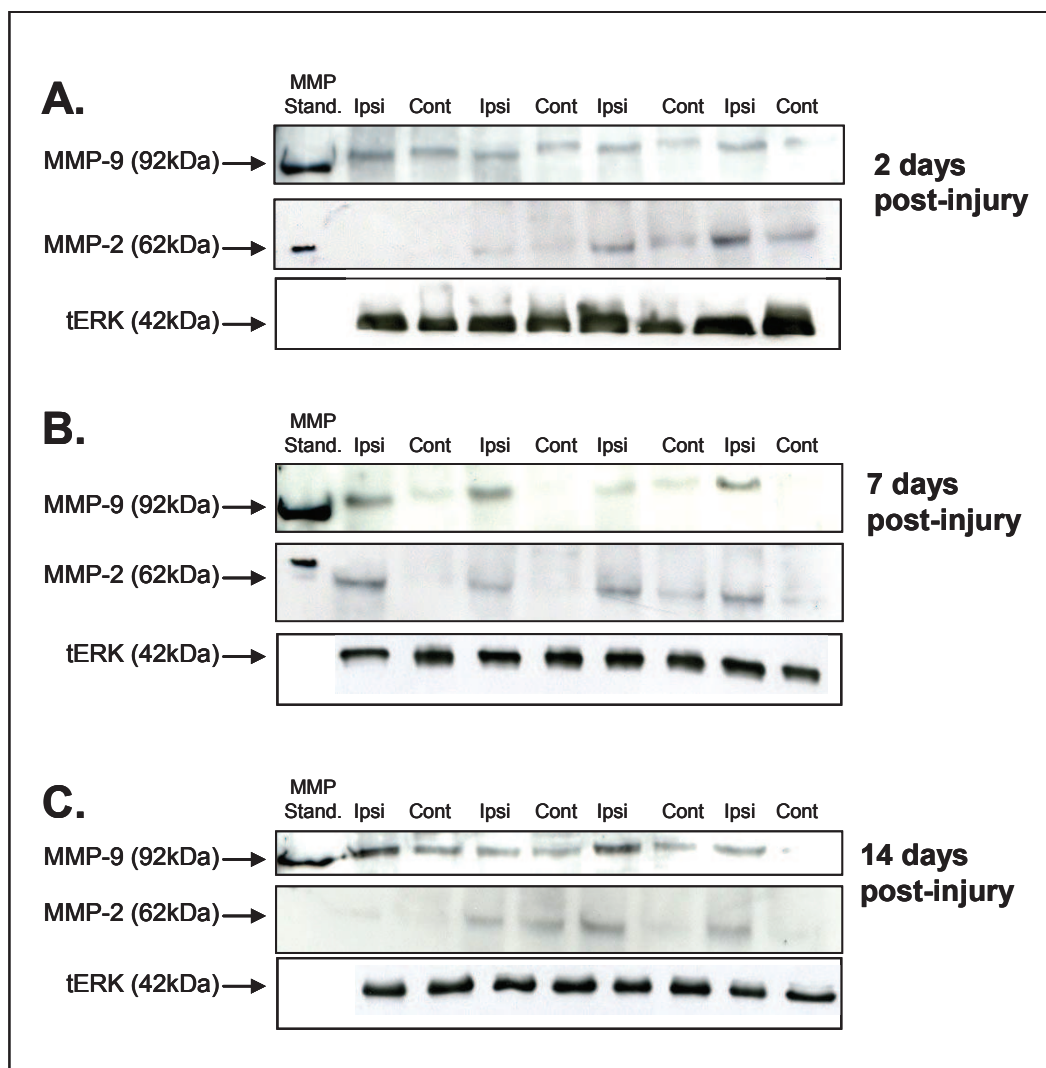 A.
MMP
Stand. Ipsi Cont Ipsi Cont Ipsi Cont Ipsi Cont
MMP-9 (92kDa)
2 days
post-injury
MMP-2 (62kDa)
tERK (42kDa)
B.
MMP
Stand. Ipsi Cont Ipsi Cont Ipsi Cont Ipsi Cont
MMP-9 (92kDa)
7 days
post-injury
MMP-2 (62kDa)
tERK (42kDa)
C.
MMP
Stand. Ipsi Cont Ipsi Cont Ipsi Cont Ipsi Cont
MMP-9 (92kDa)
14 days
post-injury
MMP-2 (62kDa)
tERK (42kDa)